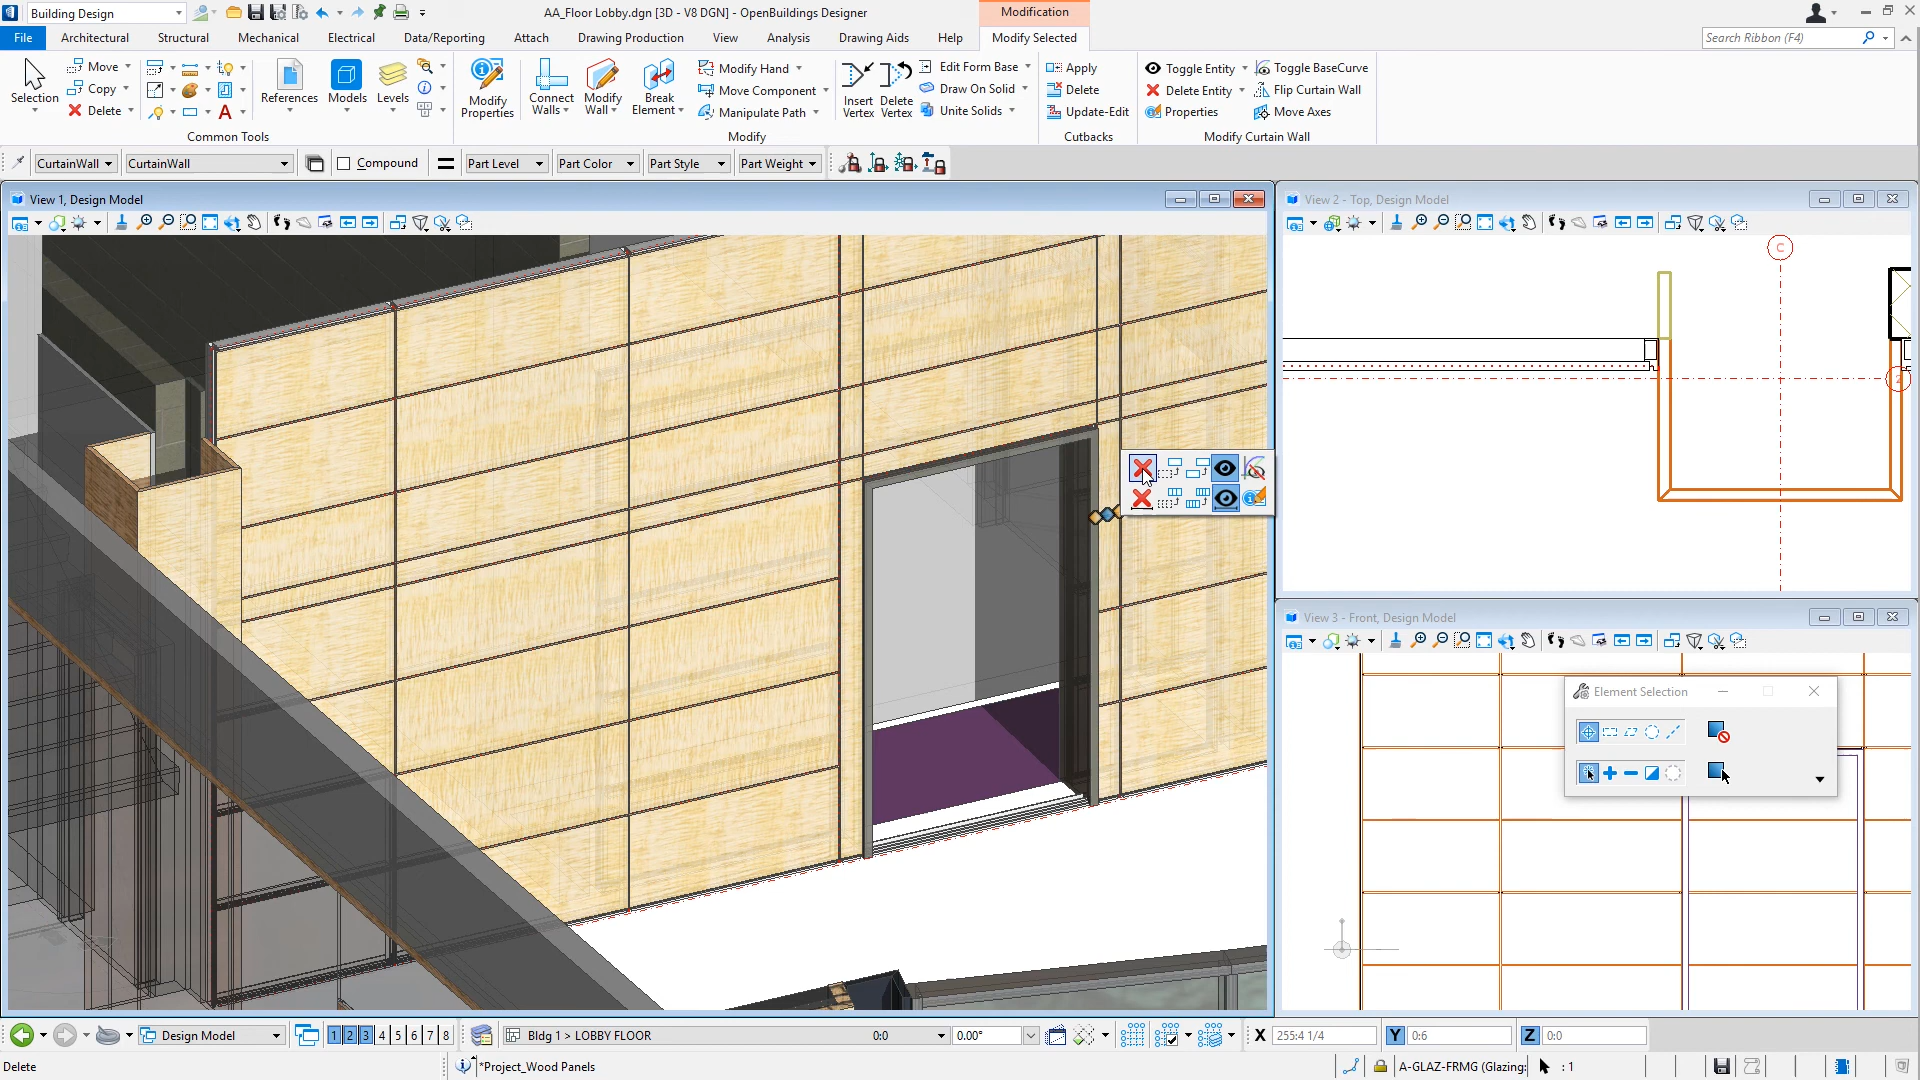 Building Design
AA_Floor Lobby.dgn [3D - V8 DGN] - OpenBuildings Designer
Modification
File
Architectural
Structural
Mechanical
Electrical
Data/Reporting
Attach
Drawing Production
View
Analysis
Drawing Aids
Help
Modify Selected
Search Ribbon (F4)
Selection
Move
Copy
Delete
References
Models
Levels
Common Tools
Modify Properties
Connect Walls
Modify Wall
Break Element
Modify Hand
Move Component
Manipulate Path
Insert Vertex
Delete Vertex
Edit Form Base
Draw On Solid
Unite Solids
Modify
Apply
Delete
Update-Edit
Cutbacks
Toggle Entity
Delete Entity
Properties
Toggle BaseCurve
Flip Curtain Wall
Move Axes
Modify Curtain Wall
CurtainWall
CurtainWall
Compound
Part Level
Part Color
Part Style
Part Weight
View 1, Design Model
View 2 - Top, Design Model
C
2
View 3 - Front, Design Model
Element Selection
Design Model
1 2 3 4 5 6 7 8
Bldg 1 > LOBBY FLOOR
0:0
0.00°
X 255:4 1/4
Y 0:6
Z 0:0
Delete
*Project_Wood Panels
A-GLAZ-FRMG (Glazing:
: 1